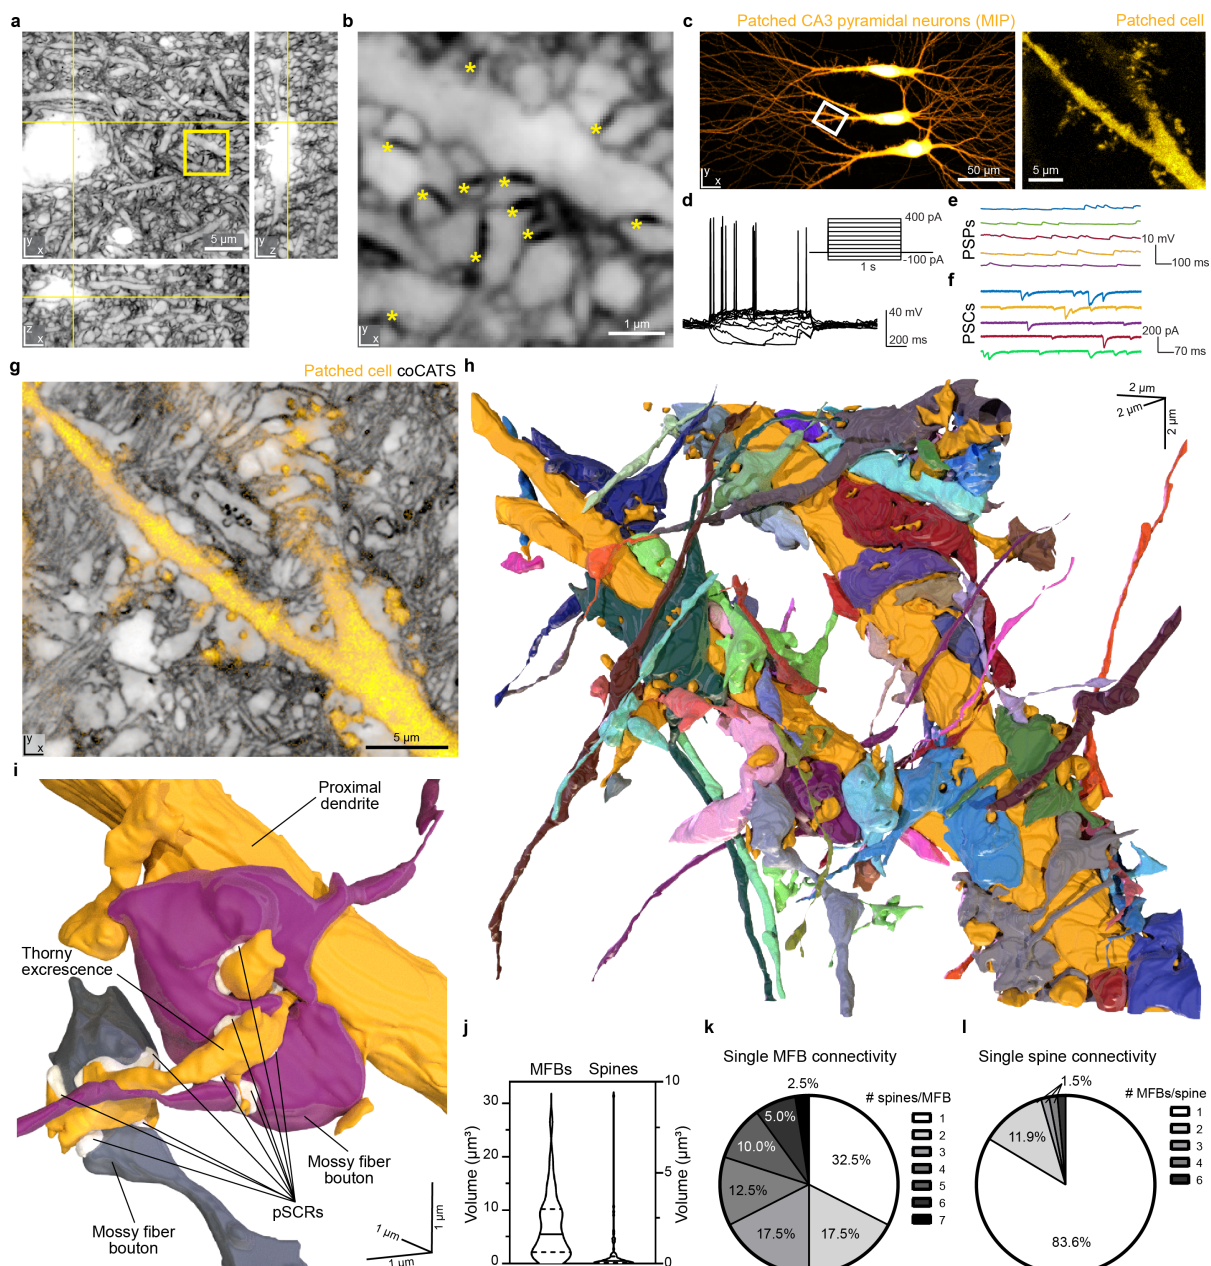 a
y
x
5 µm
y
z
z
x
b
y
x
1 µm
c
Patched CA3 pyramidal neurons (MIP)
Patched cell
y
x
50 µm
5 µm
d
400 pA
-100 pA
1 s
40 mV
200 ms
e
PSPs
10 mV
100 ms
f
PSCs
200 pA
70 ms
g
Patched cell coCATS
y
x
5 µm
h
2 µm
2 µm
2 µm
i
Proximal
dendrite
Thorny
excrescence
Mossy fiber
bouton
pSCRs
Mossy fiber
bouton
1 µm
1 µm
1 µm
j
MFBs Spines
30
20
10
0
Volume (µm³)
10
5
0
Volume (µm³)
k
Single MFB connectivity
2.5%
5.0%
10.0%
12.5%
17.5%
17.5%
32.5%
# spines/MFB
1
2
3
4
5
6
7
l
Single spine connectivity
1.5%
11.9%
83.6%
# MFBs/spine
1
2
3
4
6